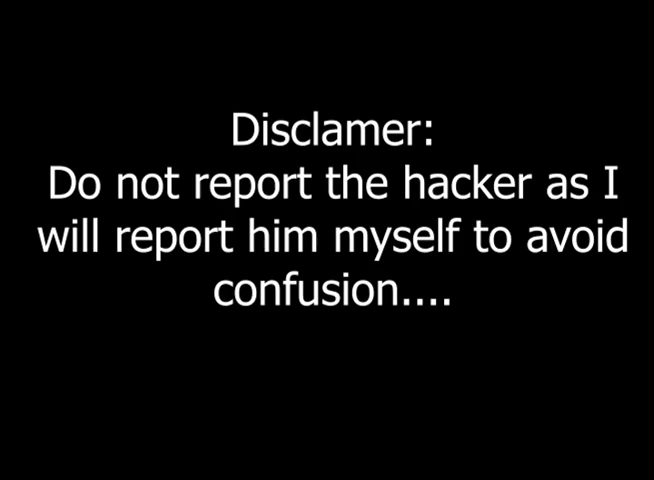 Disclamer:
Do not report the hacker as I
will report him myself to avoid
confusion....